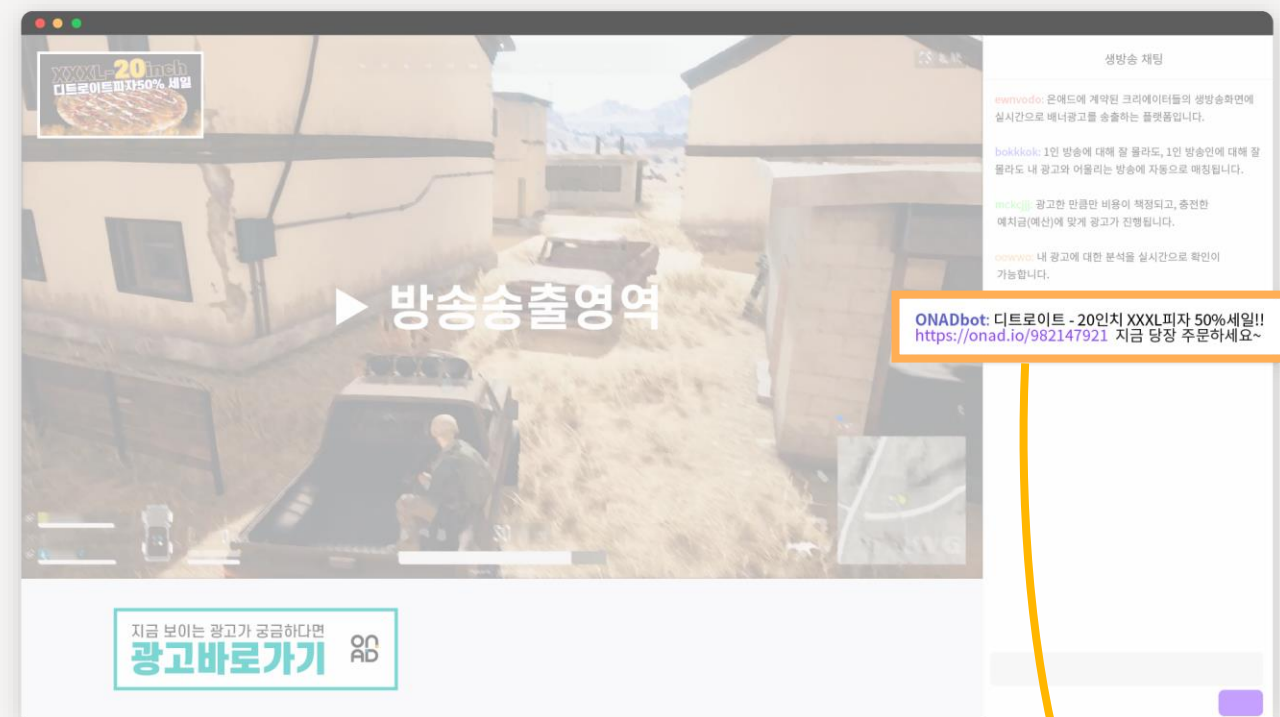 XXXL-20inch
디트로이트피자50% 세일
▶ 방송송출영역
지금 보이는 광고가 궁금하다면
광고바로가기
ON
AD
생방송 채팅
ewnvodo: 온애드에 계약된 크리에이터들의 생방송화면에
실시간으로 배너광고를 송출하는 플랫폼입니다.
bokkkok: 1인 방송에 대해 잘 몰라도, 1인 방송인에 대해 잘
몰라도 내 광고와 어울리는 방송에 자동으로 매칭됩니다.
광고한 만큼만 비용이 책정되고, 충전한
예치금(예산)에 맞게 광고가 진행됩니다.
oowwo: 내 광고에 대한 분석을 실시간으로 확인이
가능합니다.
ONADbot: 디트로이트 - 20인치 XXXL피자 50%세일!!
https://onad.io/982147921 지금 당장 주문하세요~